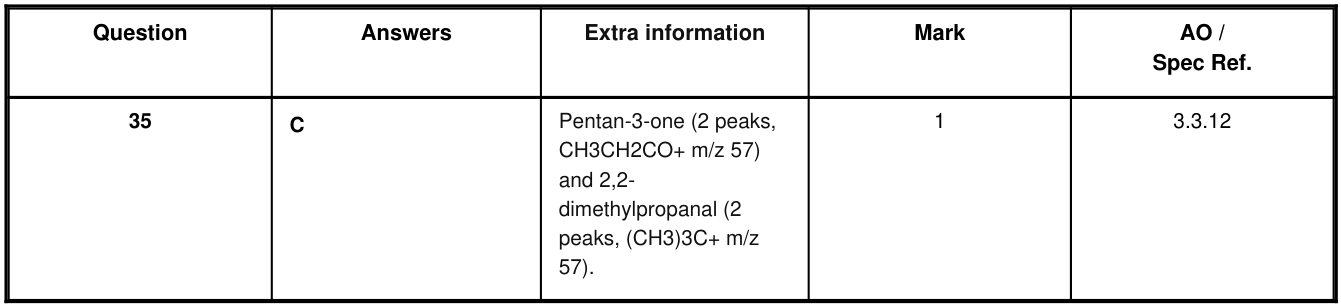 Question Answers Extra information Mark AO /
Spec Ref.
35 C Pentan-3-one (2 peaks, 1 3.3.12
CH3CH2CO+ m/z 57)
and 2,2-
dimethylpropanal (2
peaks, (CH3)3C+ m/z
57).